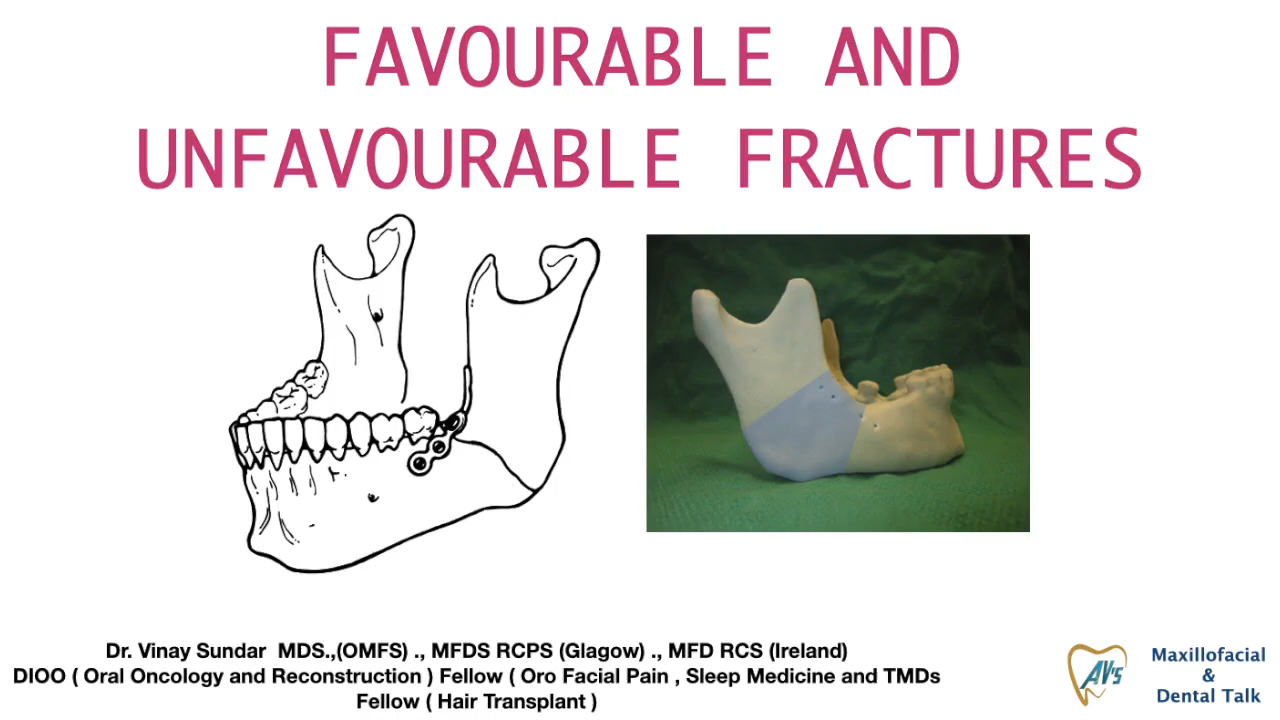 FAVOURABLE AND
UNFAVOURABLE FRACTURES
Dr. Vinay Sundar MDS.,(OMFS) ., MFDS RCPS (Glagow) ., MFD RCS (Ireland)
DIOO ( Oral Oncology and Reconstruction ) Fellow ( Oro Facial Pain , Sleep Medicine and TMDs
Fellow ( Hair Transplant )
AV's
Maxillofacial
&
Dental Talk